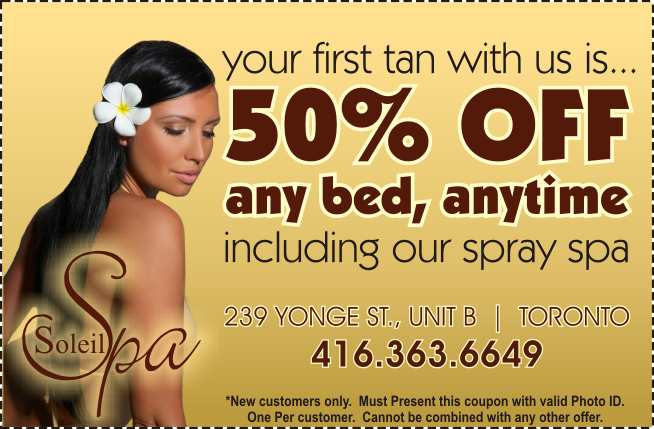 your first tan with us is...
50% OFF
any bed, anytime
including our spray spa
Soleil Spa
239 YONGE ST., UNIT B | TORONTO
416.363.6649
*New customers only. Must Present this coupon with valid Photo ID.
One Per customer. Cannot be combined with any other offer.